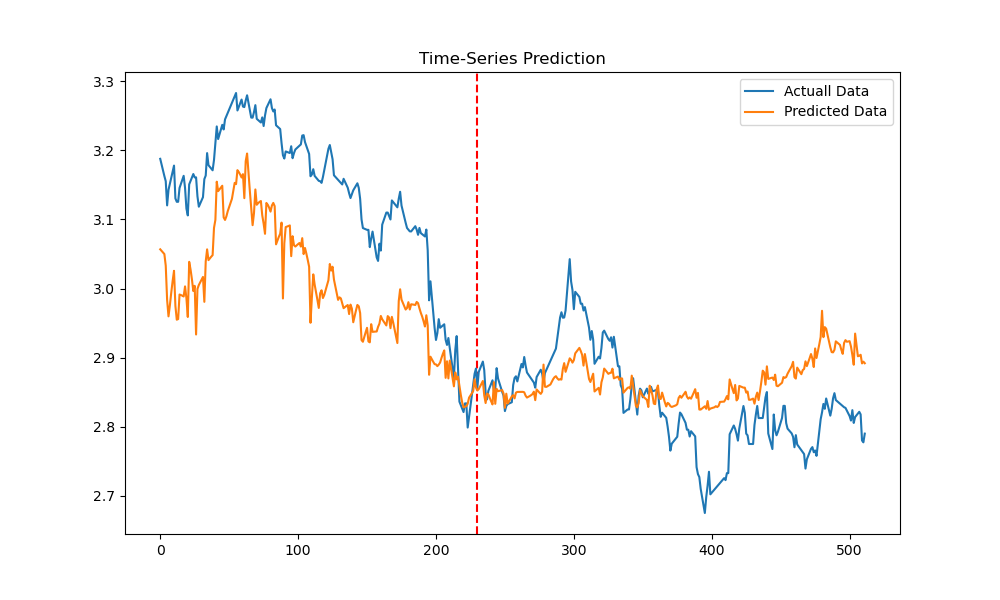 Time-Series Prediction
Actuall Data
Predicted Data
3.3
3.2
3.1
3.0
2.9
2.8
2.7
0 100 200 300 400 500